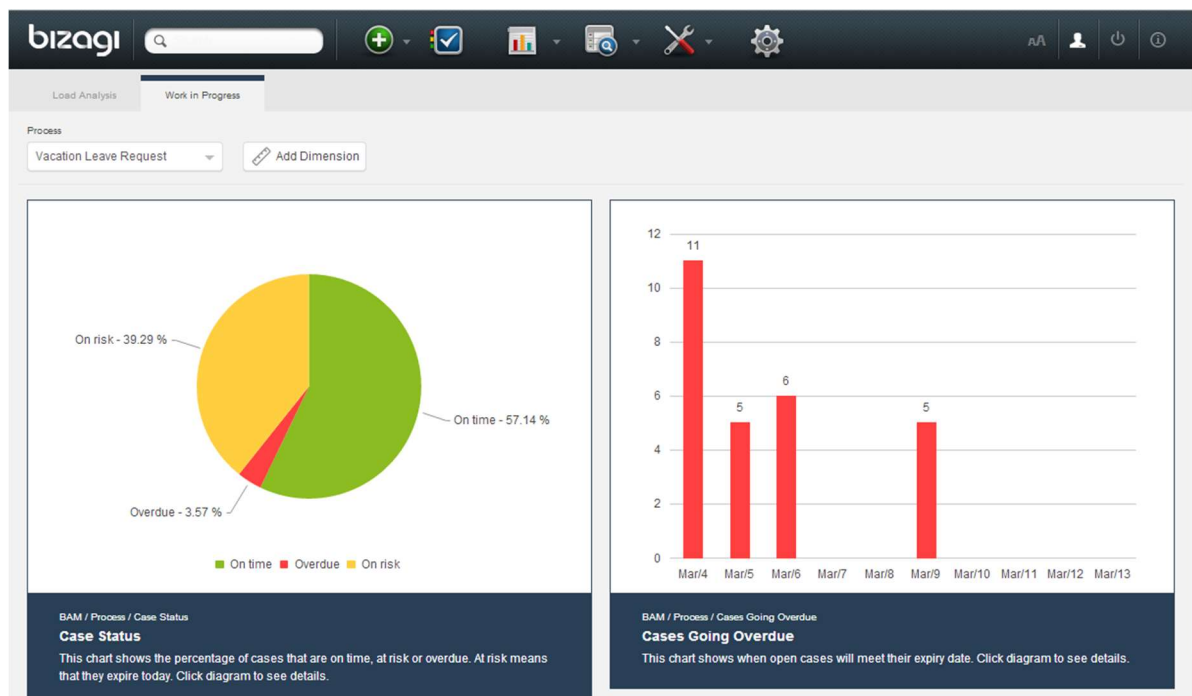 bizagi
AA
Load Analysis
Work in Progress
Process
Vacation Leave Request
Add Dimension
On risk - 39.29 %
On time - 57.14 %
Overdue - 3.57 %
On time
Overdue
On risk
BAM / Process / Case Status
Case Status
This chart shows the percentage of cases that are on time, at risk or overdue. At risk means
that they expire today. Click diagram to see details.
12
10
8
6
4
2
0
11
5
6
5
Mar/4 Mar/5 Mar/6 Mar/7 Mar/8 Mar/9 Mar/10 Mar/11 Mar/12 Mar/13
BAM / Process / Cases Going Overdue
Cases Going Overdue
This chart shows when open cases will meet their expiry date. Click diagram to see details.